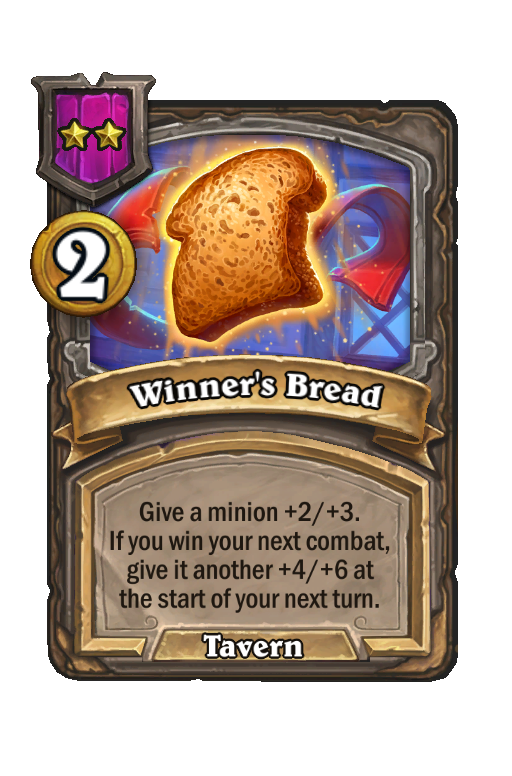 2
Winner's Bread
Give a minion +2/+3.
If you win your next combat,
give it another +4/+6 at
the start of your next turn.
Tavern